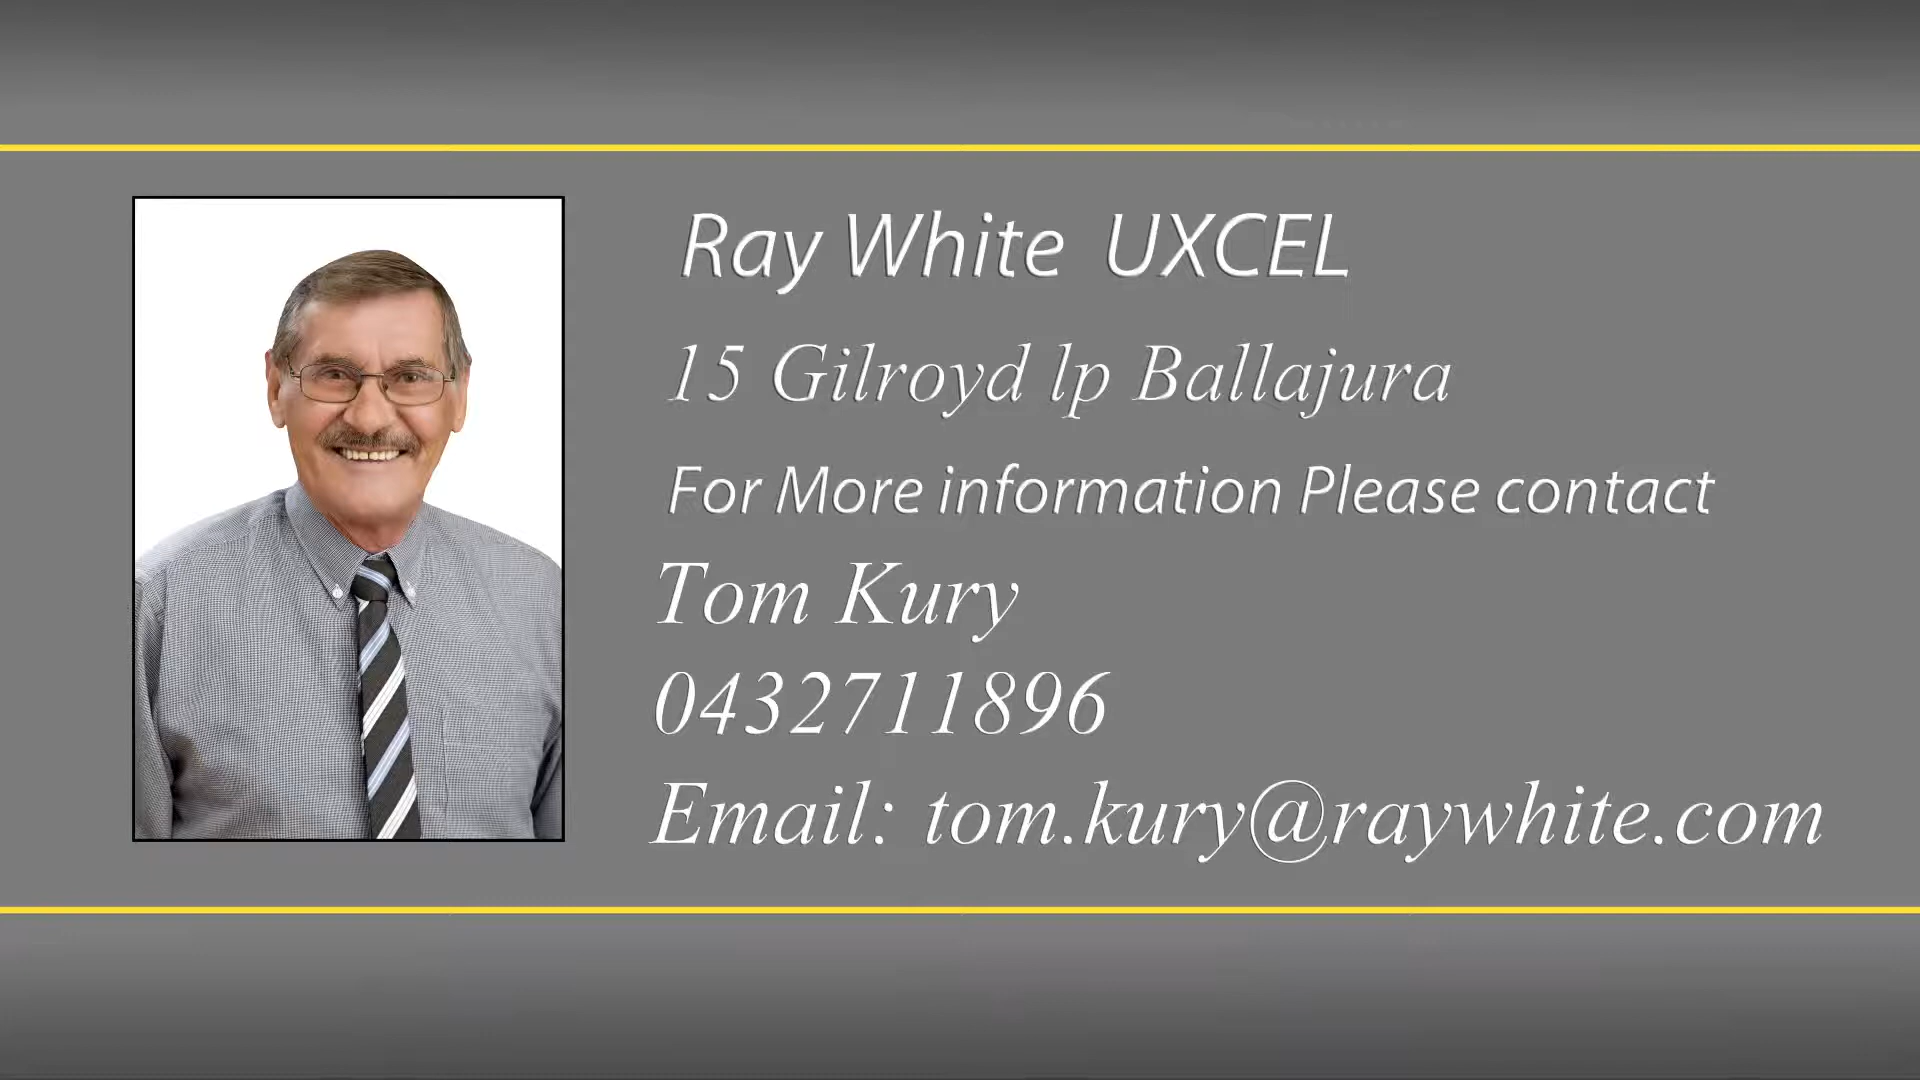 Ray White UXCEL
15 Gilroyd lp Ballajura
For More information Please contact
Tom Kury
0432711896
Email: tom.kury@raywhite.com